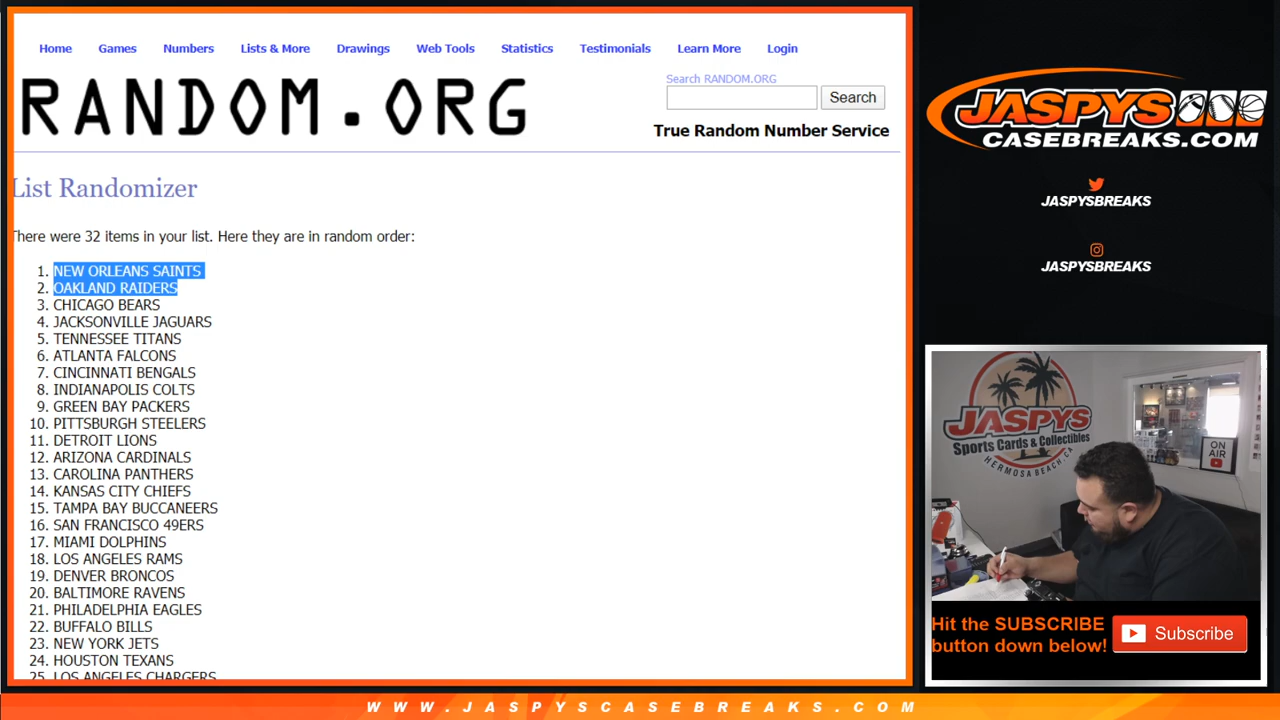 Home Games Numbers Lists & More Drawings Web Tools Statistics Testimonials Learn More Login
RANDOM.ORG
Search RANDOM.ORG
Search
True Random Number Service
List Randomizer
There were 32 items in your list. Here they are in random order:
1. NEW ORLEANS SAINTS
2. OAKLAND RAIDERS
3. CHICAGO BEARS
4. JACKSONVILLE JAGUARS
5. TENNESSEE TITANS
6. ATLANTA FALCONS
7. CINCINNATI BENGALS
8. INDIANAPOLIS COLTS
9. GREEN BAY PACKERS
10. PITTSBURGH STEELERS
11. DETROIT LIONS
12. ARIZONA CARDINALS
13. CAROLINA PANTHERS
14. KANSAS CITY CHIEFS
15. TAMPA BAY BUCCANEERS
16. SAN FRANCISCO 49ERS
17. MIAMI DOLPHINS
18. LOS ANGELES RAMS
19. DENVER BRONCOS
20. BALTIMORE RAVENS
21. PHILADELPHIA EAGLES
22. BUFFALO BILLS
23. NEW YORK JETS
24. HOUSTON TEXANS
25. LOS ANGELES CHARGERS
JASPYS
CASEBREAKS.COM
JASPYSBREAKS
JASPYSBREAKS
JASPYS
Sports Cards & Collectibles
HERMOSA BEACH, CA
ON
AIR
Hit the SUBSCRIBE
button down below!
Subscribe
WWW.JASPYSCASEBREAKS.COM